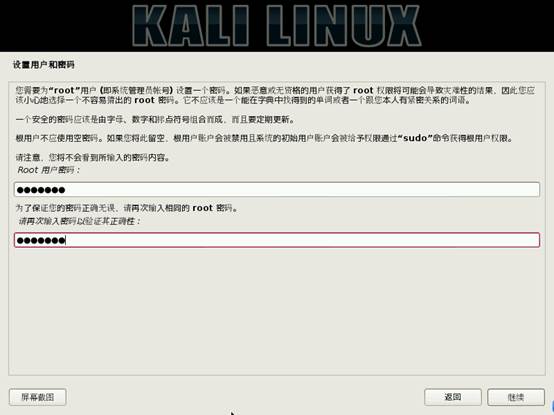 KALI LINUX
设置用户和密码
您需要为“root”用户 (即系统管理员帐号) 设置一个密码。如果恶意或无资格的用户获得了 root 权限将可能会导致灾难性的结果，因此您应
该小心地选择一个不容易猜出的 root 密码。它不应该是一个能在字典中找得到的单词或者一个跟您本人有紧密关系的词语。
一个安全的密码应该是由字母、数字和标点符号组合而成，而且要定期更新。
根用户不应使用空密码。如果您将此留空，根用户账户会被禁用且系统的初始用户账户会被给予权限通过“sudo”命令获得根用户权限。
请注意，您将不会看到所输入的密码内容。
Root 用户密码：
●●●●●●●
为了保证您的密码正确无误，请再次输入相同的 root 密码。
请再次输入密码以验证其正确性：
●●●●●●●
屏幕截图
返回
继续